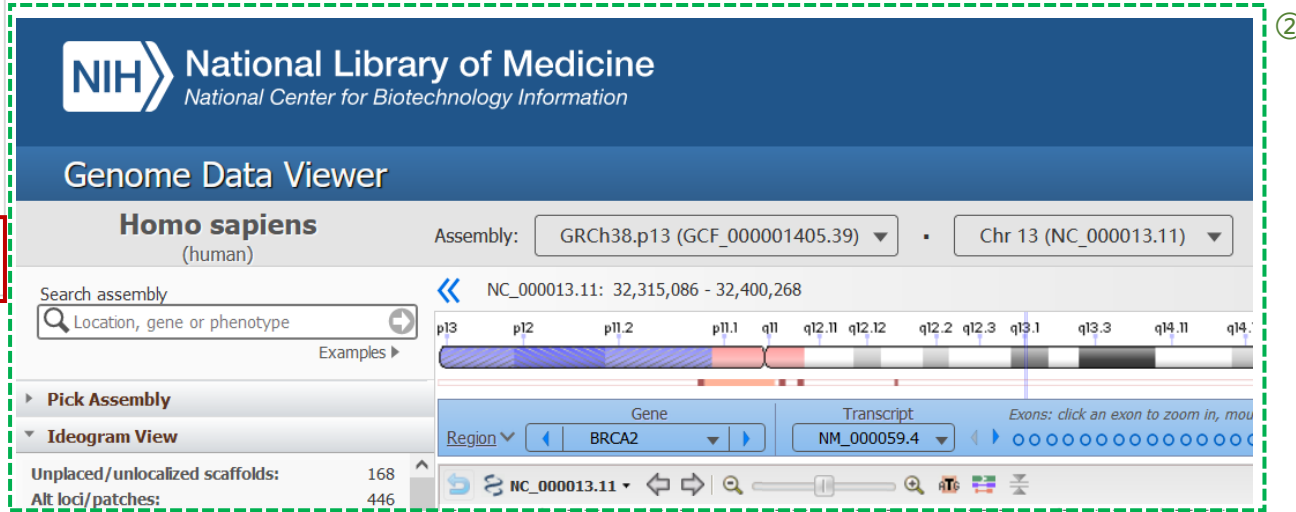 ②
NIH
National Library of Medicine
National Center for Biotechnology Information
Genome Data Viewer
Homo sapiens
(human)
Assembly: GRCh38.p13 (GCF_000001405.39) Chr 13 (NC_000013.11)
Search assembly
Location, gene or phenotype
Examples
Pick Assembly
Ideogram View
Unplaced/unlocalized scaffolds: 168
Alt loci/patches: 446
NC_000013.11: 32,315,086 - 32,400,268
p13 p12 p11.2 p11.1 q11 q12.11 q12.12 q12.2 q12.3 q13.1 q13.3 q14.11 q14.
Gene Transcript Exons: click an exon to zoom in, mou
Region BRCA2 NM_000059.4
NC_000013.11 ATG